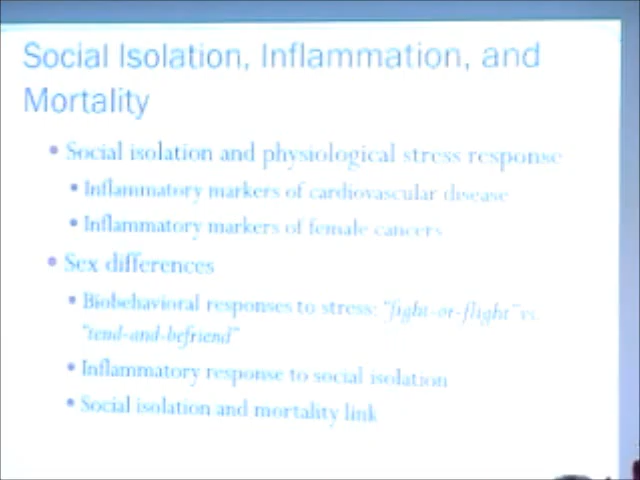 Social Isolation, Inflammation, and
Mortality
• Social isolation and physiological stress response
• Inflammatory markers of cardiovascular disease
• Inflammatory markers of female cancers
• Sex differences
• Biobehavioral responses to stress: "fight-or-flight" vs.
"tend-and-befriend"
• Inflammatory response to social isolation
• Social isolation and mortality link